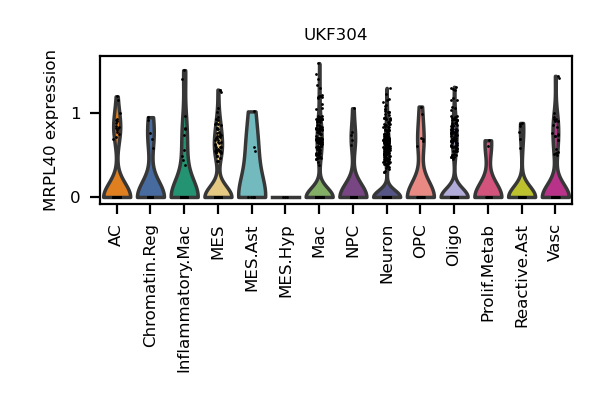 UKF304
MRPL40 expression
1
0
AC
Chromatin.Reg
Inflammatory.Mac
MES
MES.Ast
MES.Hyp
Mac
NPC
Neuron
OPC
Oligo
Prolif.Metab
Reactive.Ast
Vasc